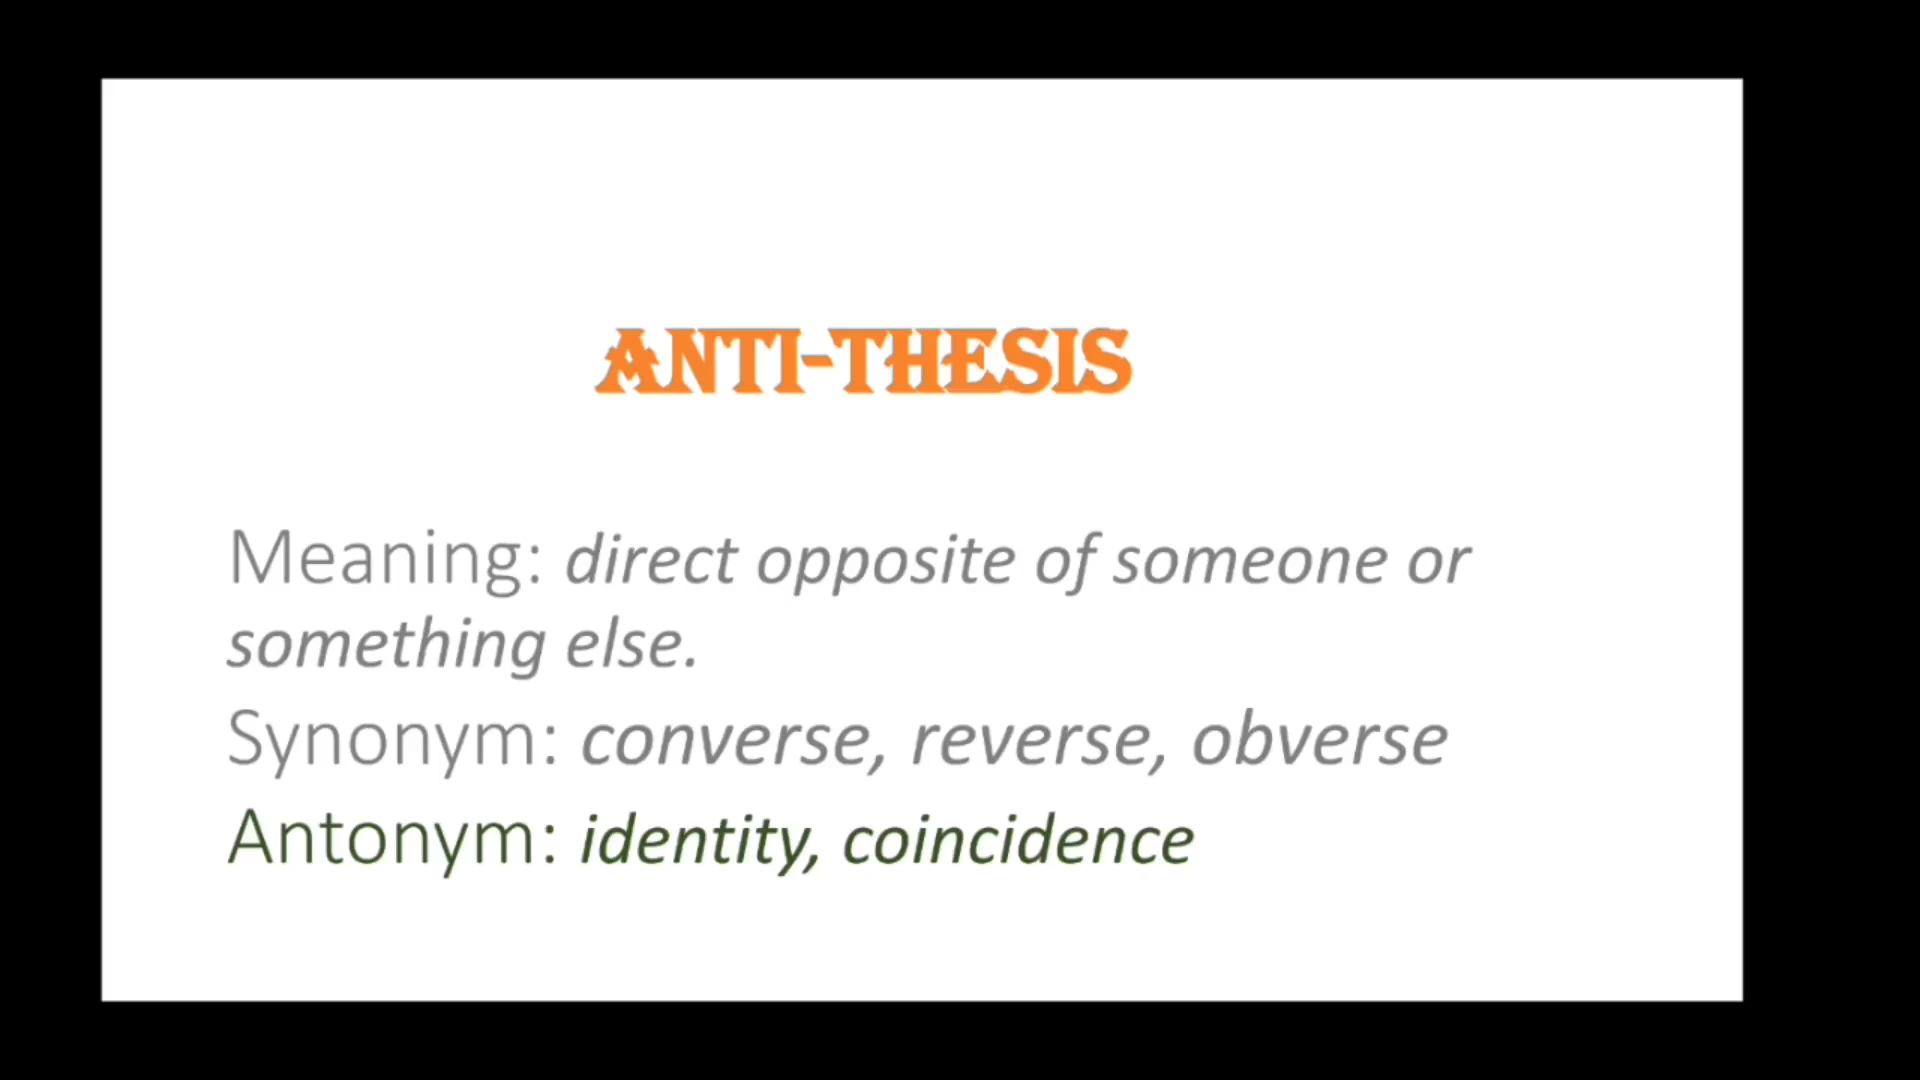 ANTI-THESIS
Meaning: direct opposite of someone or
something else.
Synonym: converse, reverse, obverse
Antonym: identity, coincidence